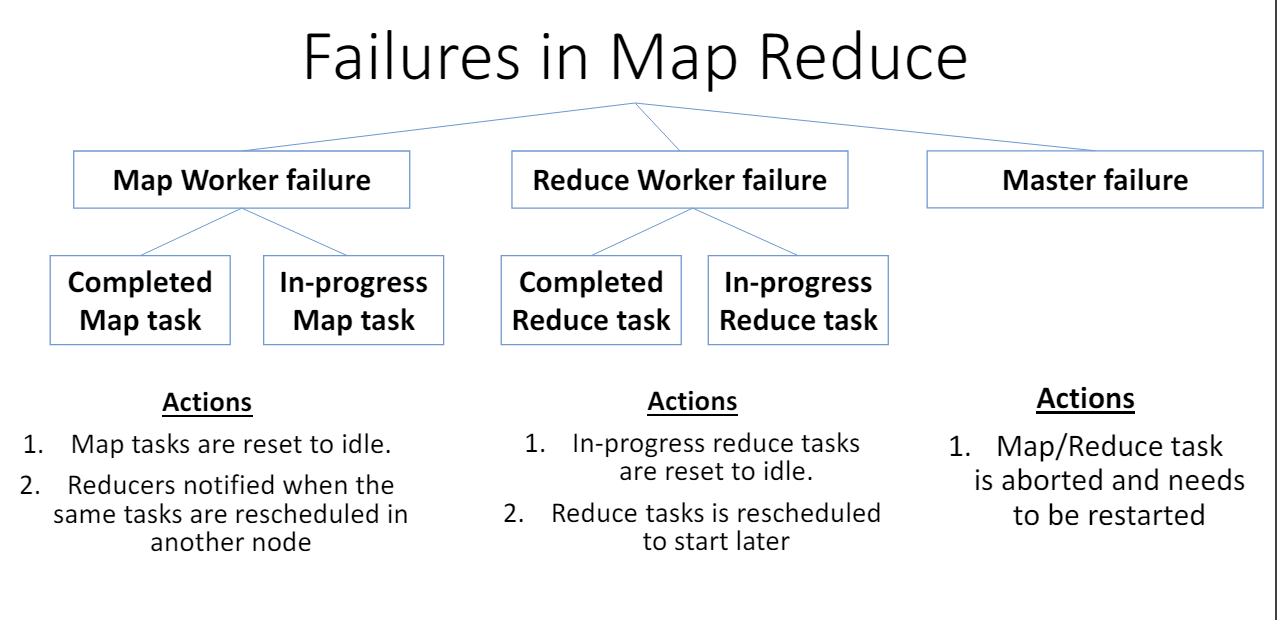 Failures in Map Reduce
Map Worker failure
Reduce Worker failure
Master failure
Completed
Map task
In-progress
Map task
Completed
Reduce task
In-progress
Reduce task
Actions
1. Map tasks are reset to idle.
2. Reducers notified when the
same tasks are rescheduled in
another node
Actions
1. In-progress reduce tasks
are reset to idle.
2. Reduce tasks is rescheduled
to start later
Actions
1. Map/Reduce task
is aborted and needs
to be restarted